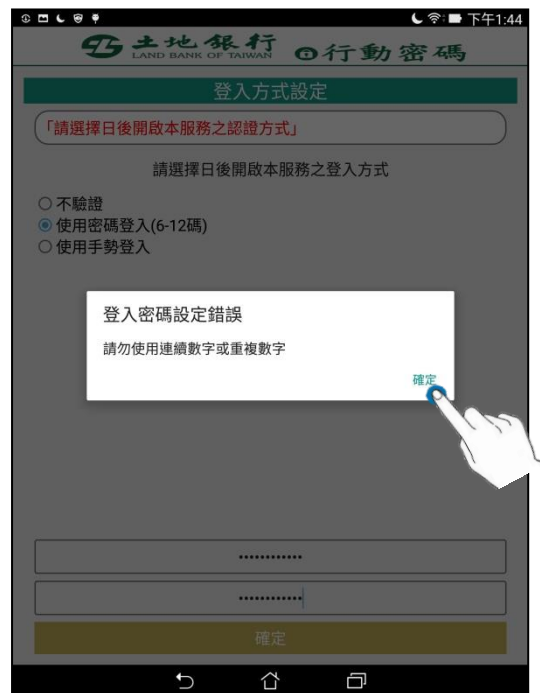 下午1:44
土地銀行
LAND BANK OF TAIWAN
行動密碼
登入方式設定
「請選擇日後開啟本服務之認證方式」
請選擇日後開啟本服務之登入方式
不驗證
使用密碼登入(6-12碼)
使用手勢登入
登入密碼設定錯誤
請勿使用連續數字或重複數字
確定
••••••••••••
••••••••••••
確定